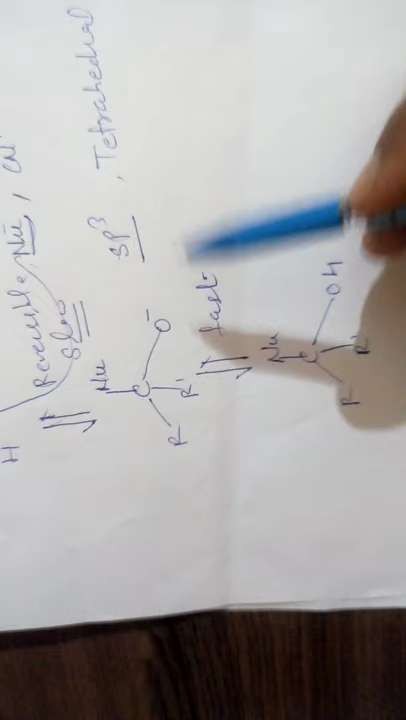 H
Reversible, Nu,
slow
Nu
C O-
R R'
sp3, Tetrahedral
fast
Nu
C OH
R R'